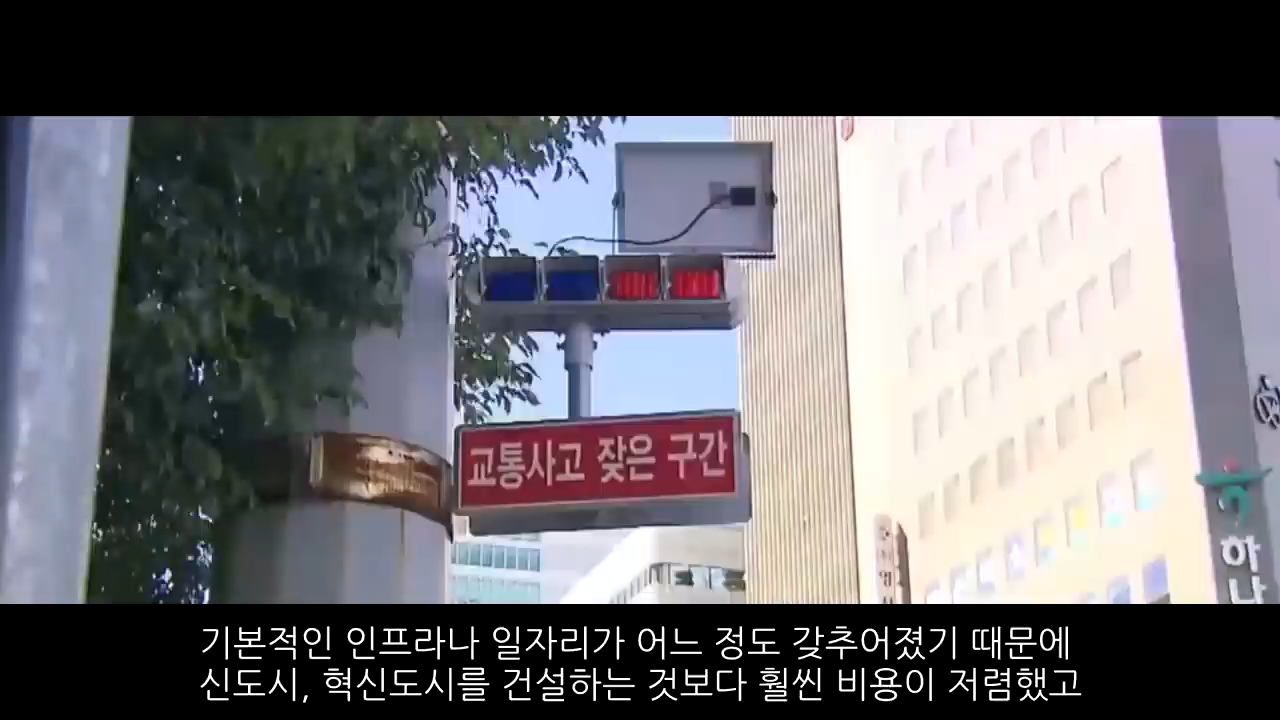 교통사고 잦은 구간
하나
기본적인 인프라나 일자리가 어느 정도 갖추어졌기 때문에
신도시, 혁신도시를 건설하는 것보다 훨씬 비용이 저렴했고